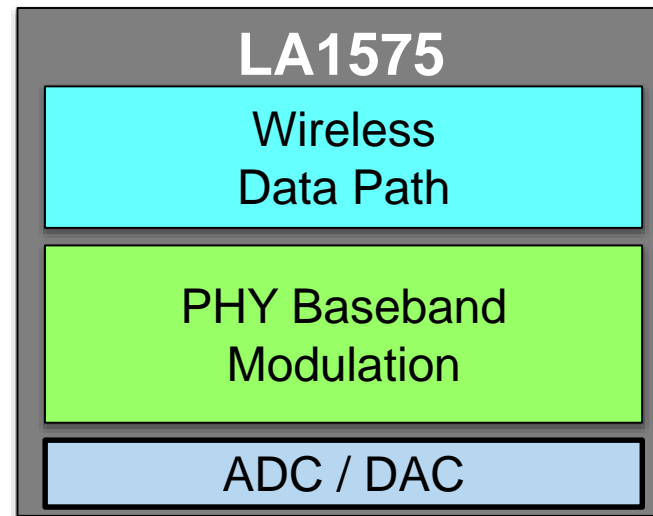 LA1575
Wireless
Data Path
PHY Baseband
Modulation
ADC / DAC